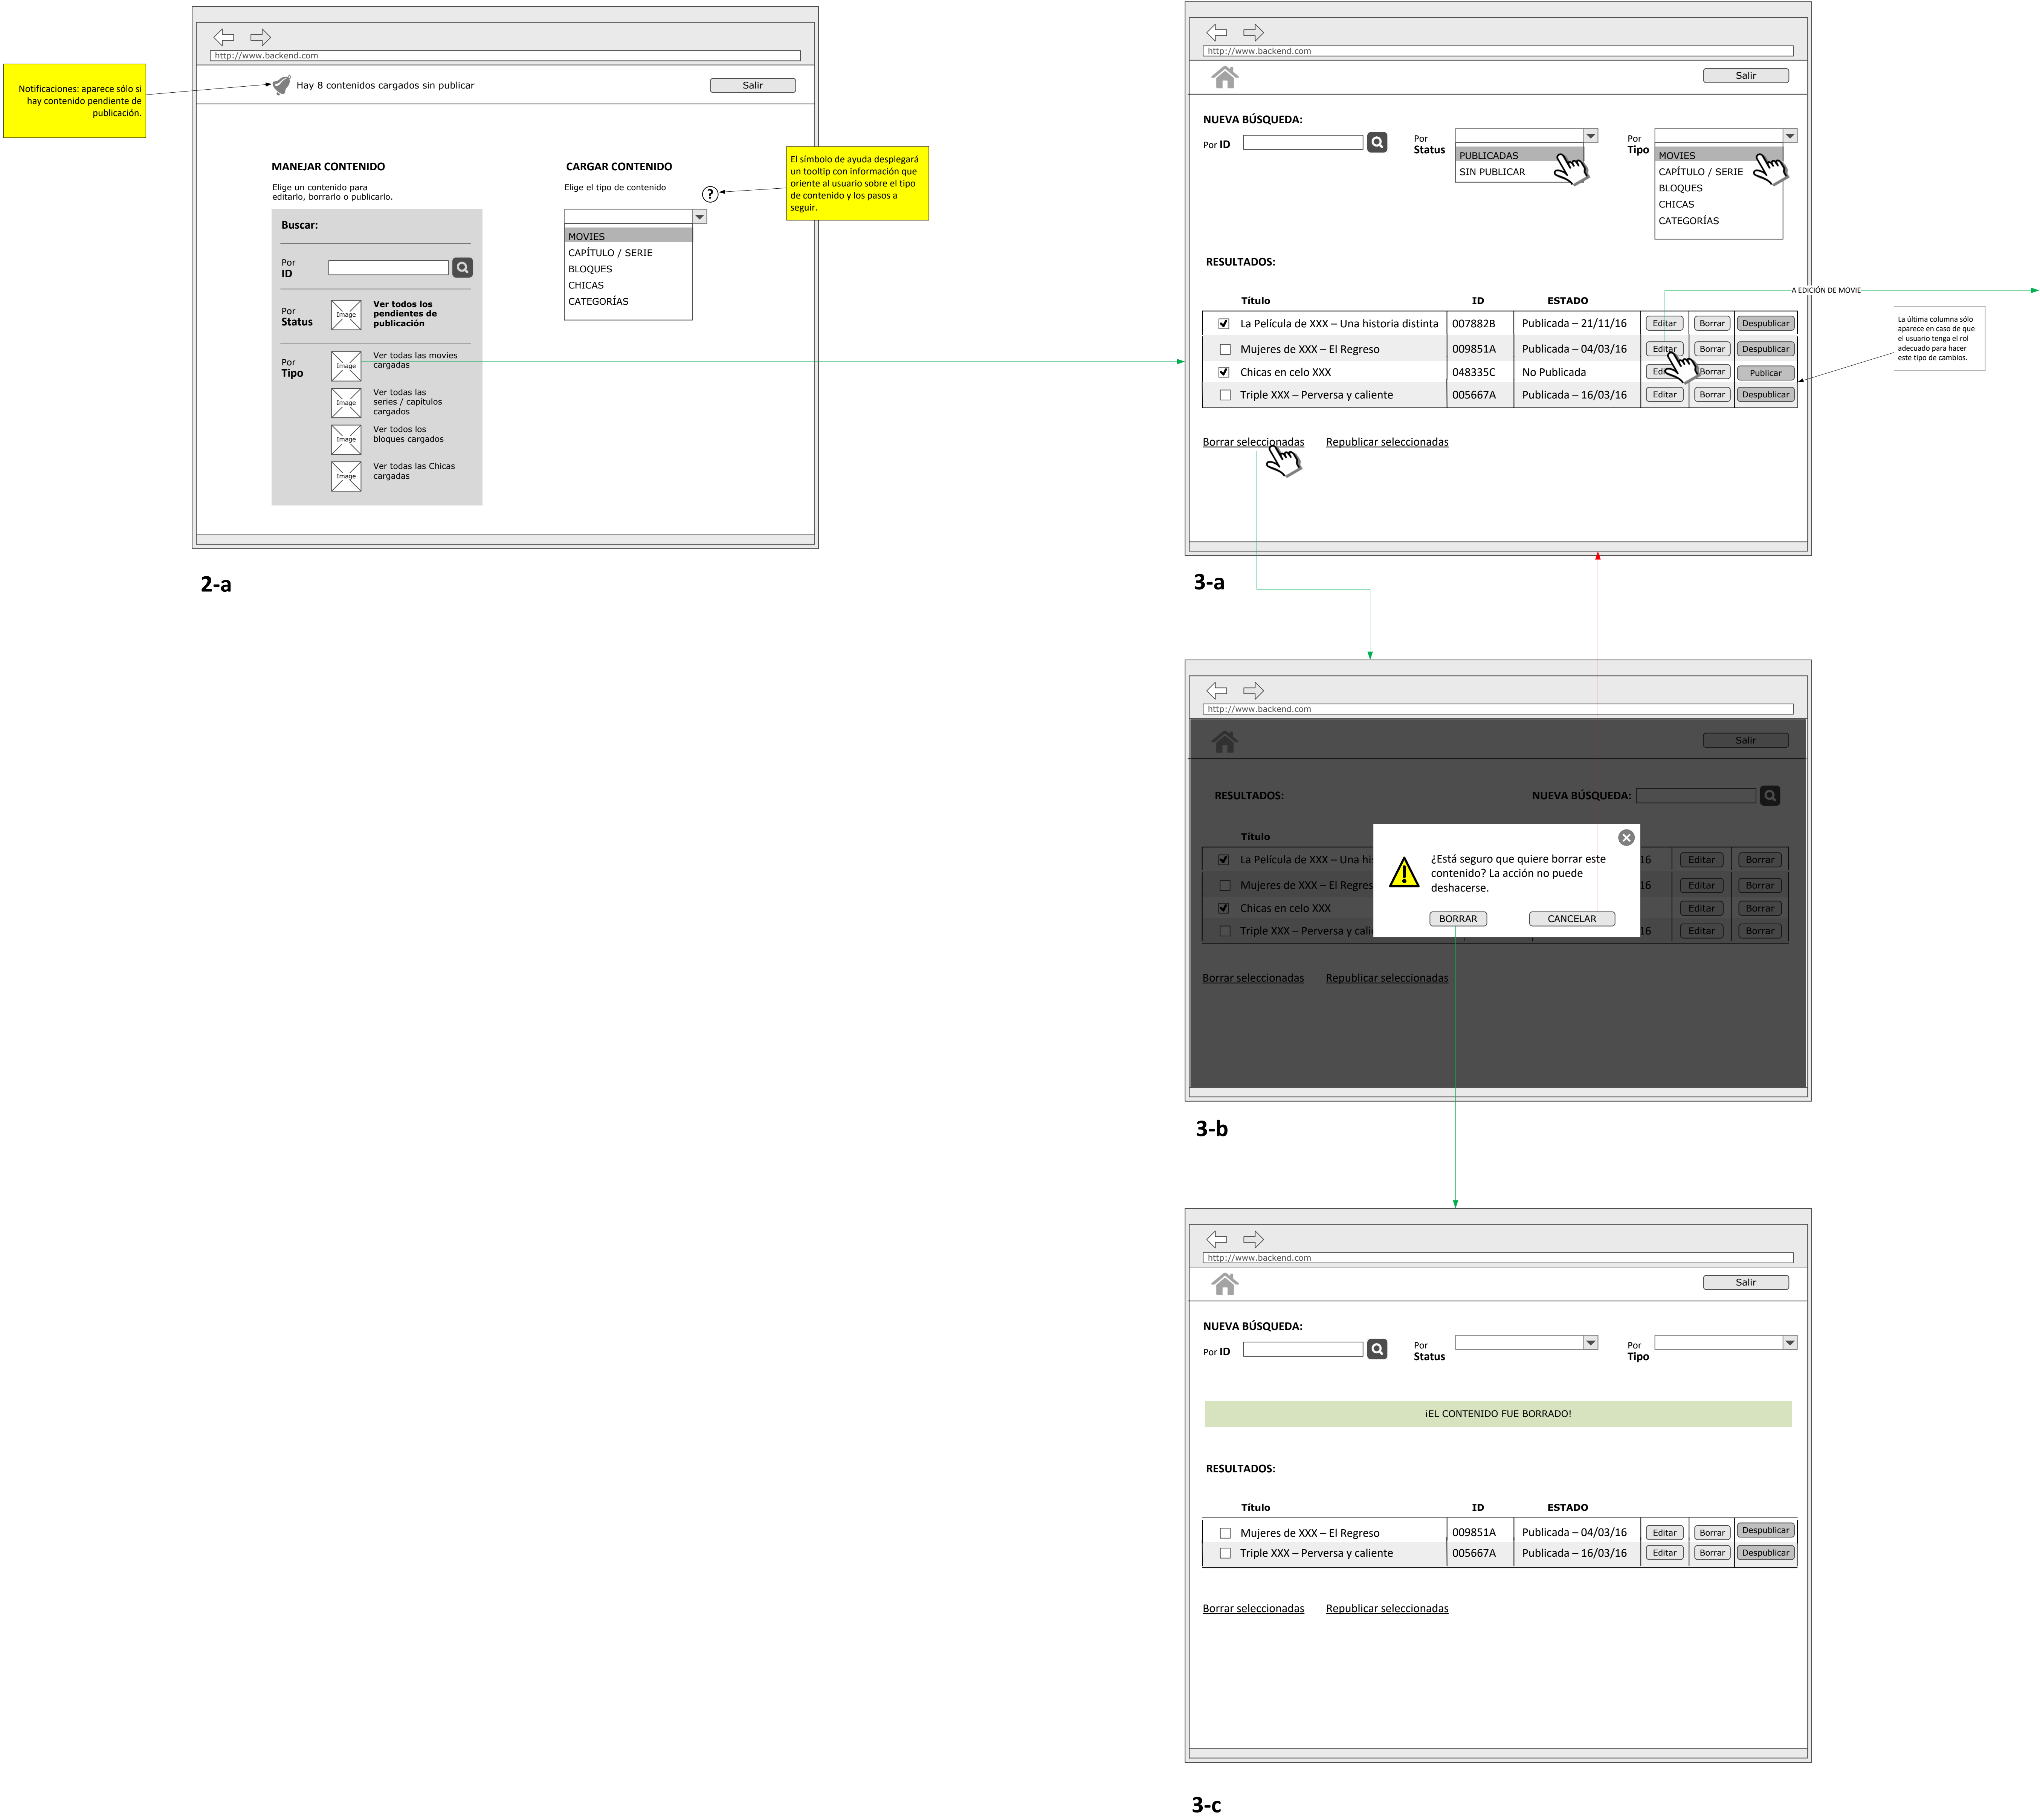 http://www.backend.com
Notificaciones: aparece sólo si
hay contenido pendiente de
publicación.
Hay 8 contenidos cargados sin publicar
Salir
MANEJAR CONTENIDO
Elige un contenido para
editarlo, borrarlo o publicarlo.
Buscar:
Por
ID
Por
Status
Image
Ver todos los
pendientes de
publicación
Por
Tipo
Image
Ver todas las movies
cargadas
Image
Ver todas las
series / capítulos
cargados
Image
Ver todos los
bloques cargados
Image
Ver todas las Chicas
cargadas
CARGAR CONTENIDO
Elige el tipo de contenido
?
El símbolo de ayuda desplegará
un tooltip con información que
oriente al usuario sobre el tipo
de contenido y los pasos a
seguir.
MOVIES
CAPÍTULO / SERIE
BLOQUES
CHICAS
CATEGORÍAS
2-a
http://www.backend.com
Salir
NUEVA BÚSQUEDA:
Por ID
Por
Status
PUBLICADAS
SIN PUBLICAR
Por
Tipo
MOVIES
CAPÍTULO / SERIE
BLOQUES
CHICAS
CATEGORÍAS
RESULTADOS:
A EDICIÓN DE MOVIE
Título ID ESTADO
La Película de XXX – Una historia distinta 007882B Publicada – 21/11/16 Editar Borrar Despublicar
Mujeres de XXX – El Regreso 009851A Publicada – 04/03/16 Editar Borrar Despublicar
Chicas en celo XXX 048335C No Publicada Editar Borrar Publicar
Triple XXX – Perversa y caliente 005667A Publicada – 16/03/16 Editar Borrar Despublicar
La última columna sólo
aparece en caso de que
el usuario tenga el rol
adecuado para hacer
este tipo de cambios.
Borrar seleccionadas Republicar seleccionadas
3-a
http://www.backend.com
Salir
RESULTADOS: NUEVA BÚSQUEDA:
Título
La Película de XXX – Una his 16 Editar Borrar
Mujeres de XXX – El Regres 16 Editar Borrar
Chicas en celo XXX Editar Borrar
Triple XXX – Perversa y calie 16 Editar Borrar
¿Está seguro que quiere borrar este
contenido? La acción no puede
deshacerse.
BORRAR CANCELAR
Borrar seleccionadas Republicar seleccionadas
3-b
http://www.backend.com
Salir
NUEVA BÚSQUEDA:
Por ID
Por
Status
Por
Tipo
¡EL CONTENIDO FUE BORRADO!
RESULTADOS:
Título ID ESTADO
Mujeres de XXX – El Regreso 009851A Publicada – 04/03/16 Editar Borrar Despublicar
Triple XXX – Perversa y caliente 005667A Publicada – 16/03/16 Editar Borrar Despublicar
Borrar seleccionadas Republicar seleccionadas
3-c